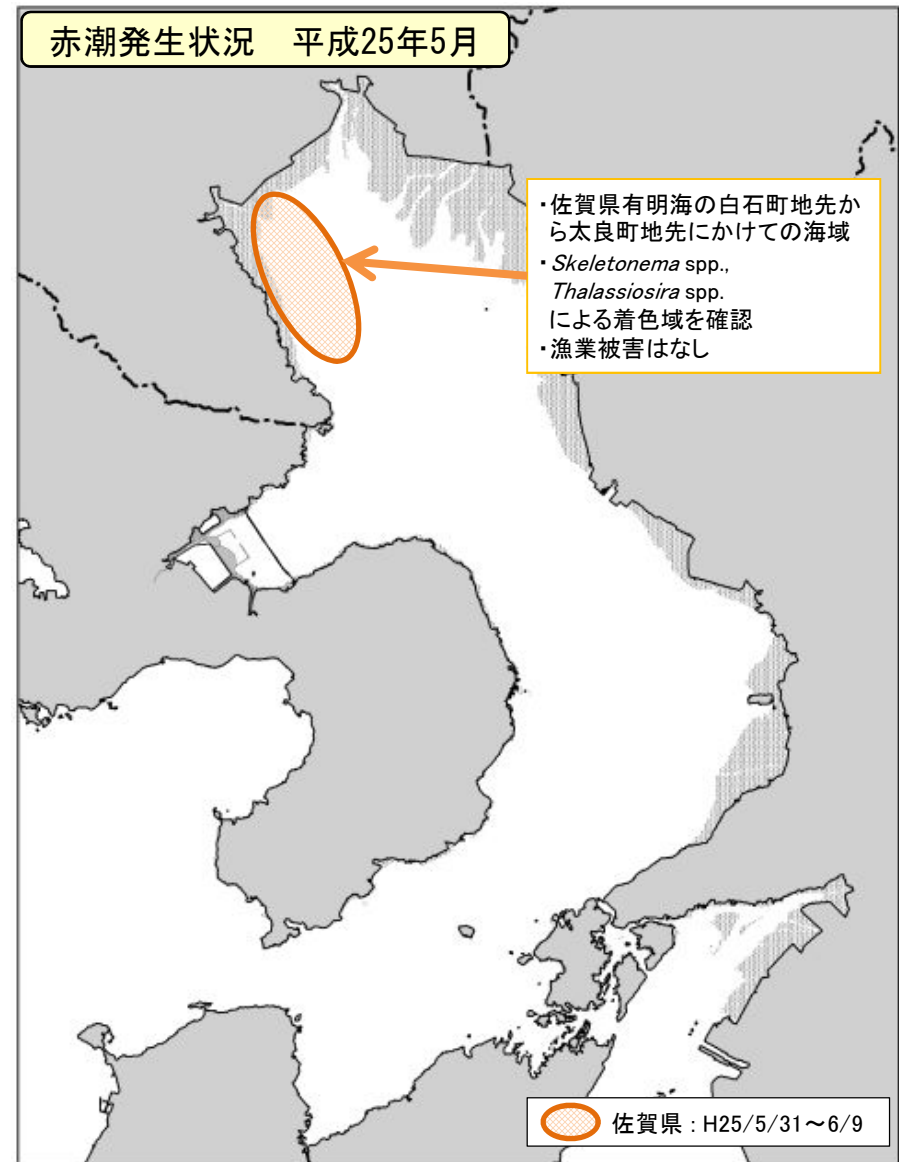 赤潮発生状況　平成25年5月
・佐賀県有明海の白石町地先か
ら太良町地先にかけての海域
・Skeletonema spp.,
Thalassiosira spp.
による着色域を確認
・漁業被害はなし
佐賀県：H25/5/31～6/9